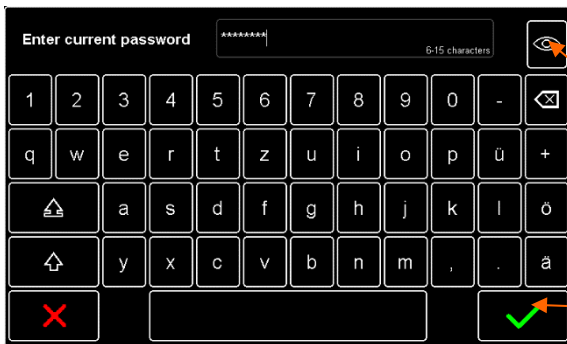 Enter current password ********
6-15 characters
1 2 3 4 5 6 7 8 9 0 -
q w e r t z u i o p ü +
a s d f g h j k l ö
y x c v b n m , . ä